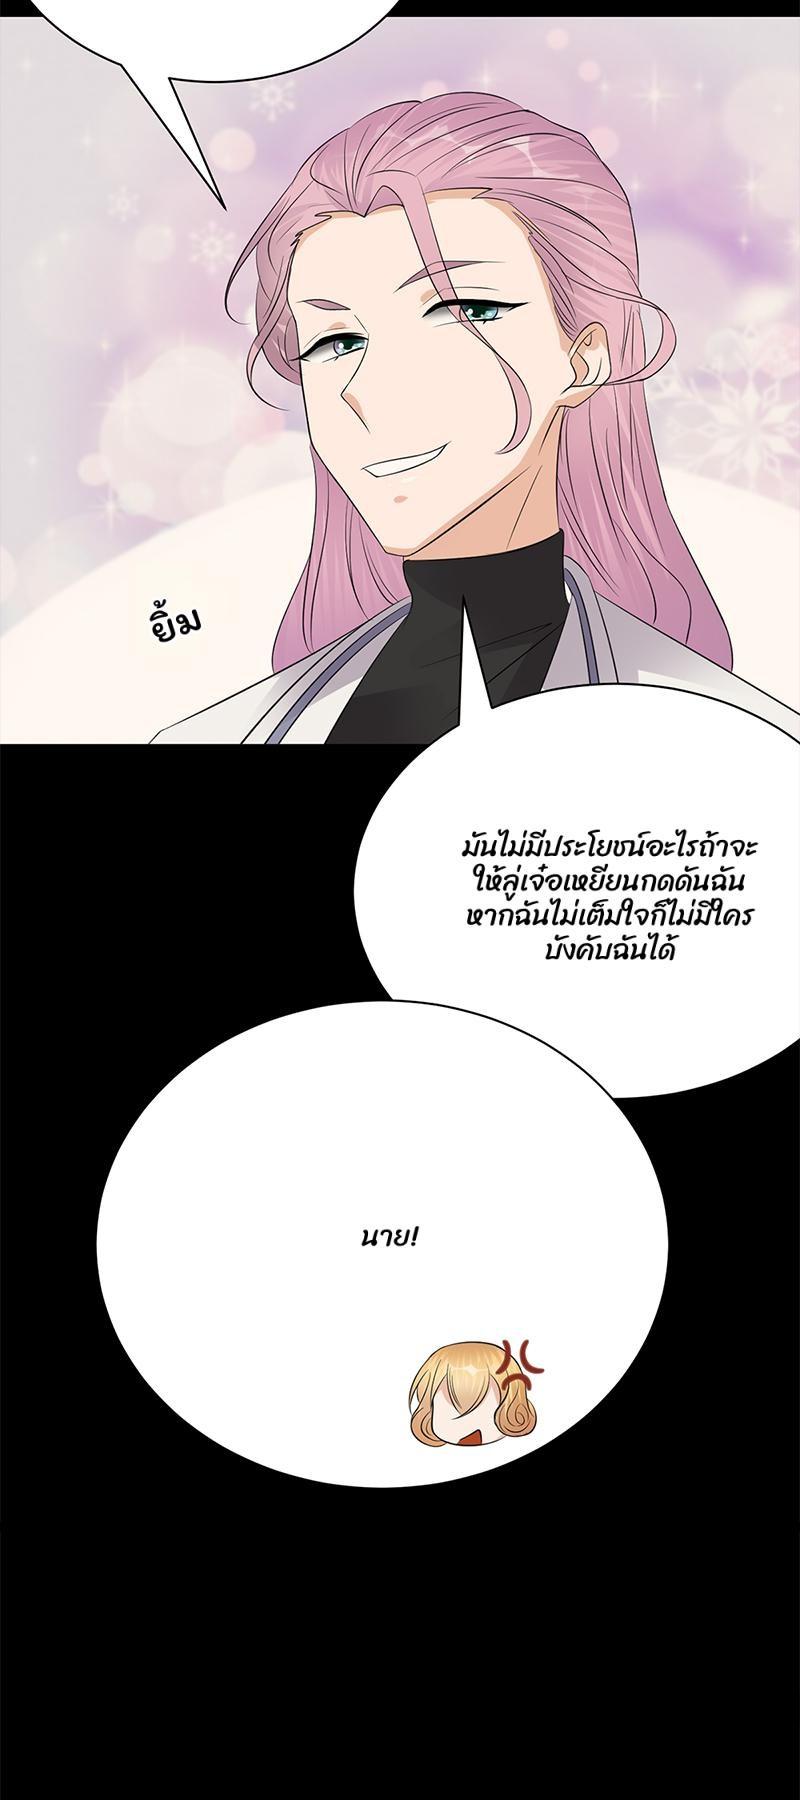 ยิ้ม
มันไม่มีประโยชน์อะไรถ้าจะ
ให้ลู่เจ๋อเหยียนกดดันฉัน
หากฉันไม่เต็มใจก็ไม่มีใคร
บังคับฉันได้
นาย!